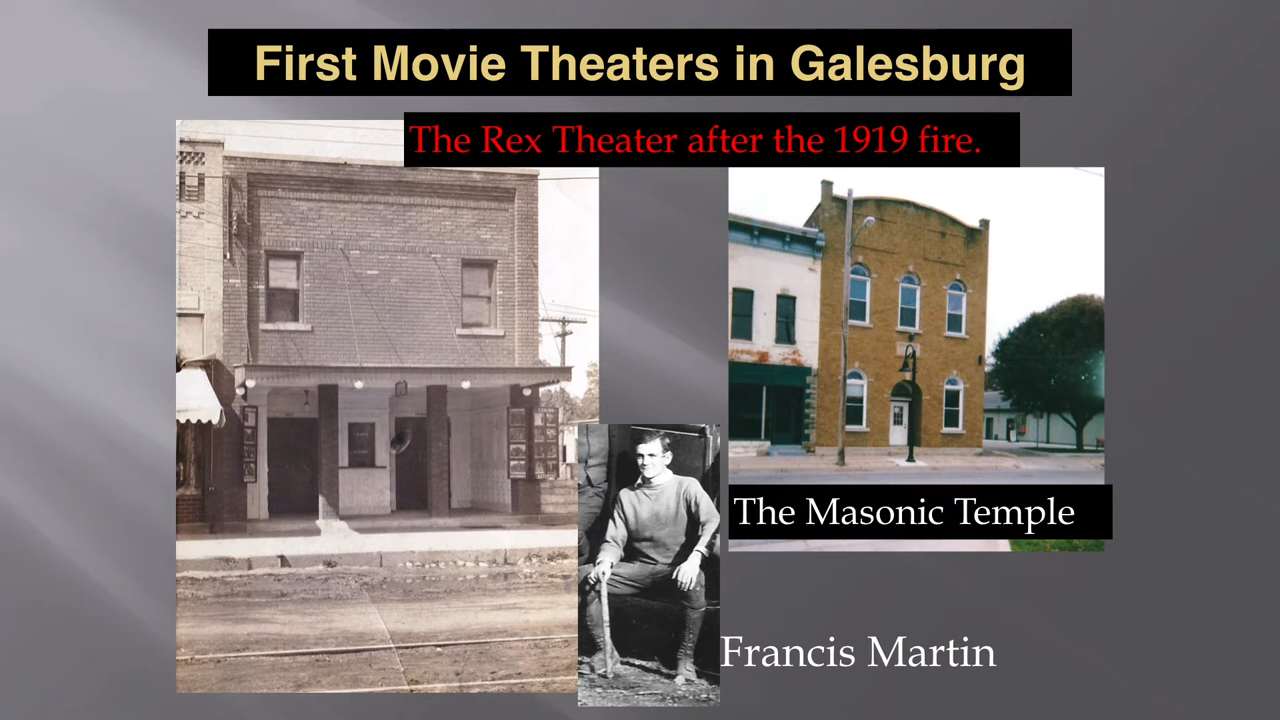 First Movie Theaters in Galesburg
The Rex Theater after the 1919 fire.
The Masonic Temple
Francis Martin